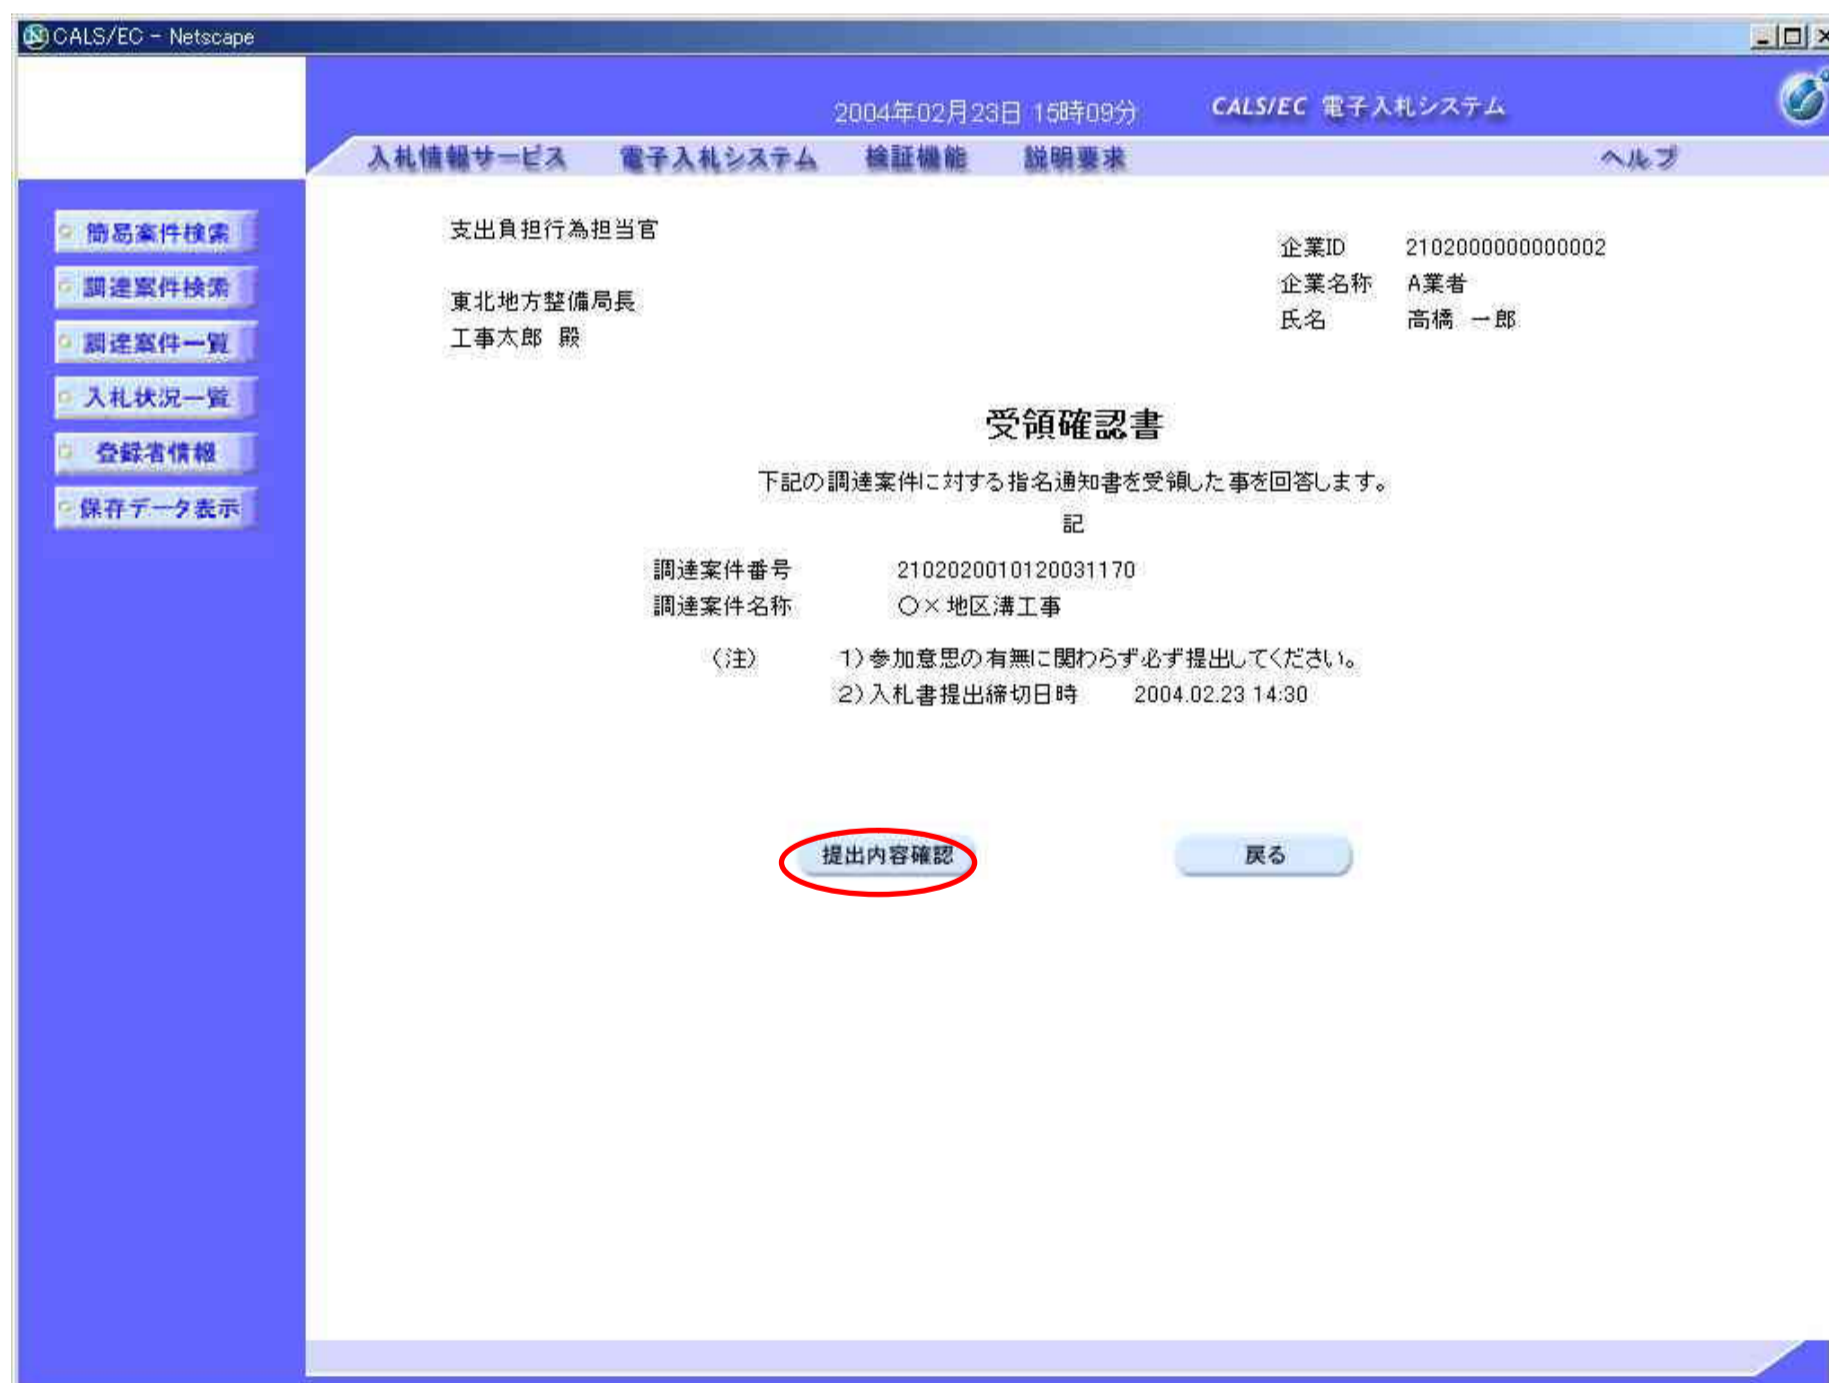 CALS/EC - Netscape
2004年02月23日 15時09分
CALS/EC 電子入札システム
入札情報サービス 電子入札システム 検証機能 説明要求 ヘルプ
簡易案件検索
調達案件検索
調達案件一覧
入札状況一覧
登録者情報
保存データ表示
支出負担行為担当官
東北地方整備局長
工事太郎 殿
企業ID 2102000000000002
企業名称 A業者
氏名 高橋 一郎
受領確認書
下記の調達案件に対する指名通知書を受領した事を回答します。
記
調達案件番号 2102020010120031170
調達案件名称 ○×地区溝工事
(注) 1)参加意思の有無に関わらず必ず提出してください。
2)入札書提出締切日時 2004.02.23 14:30
提出内容確認
戻る